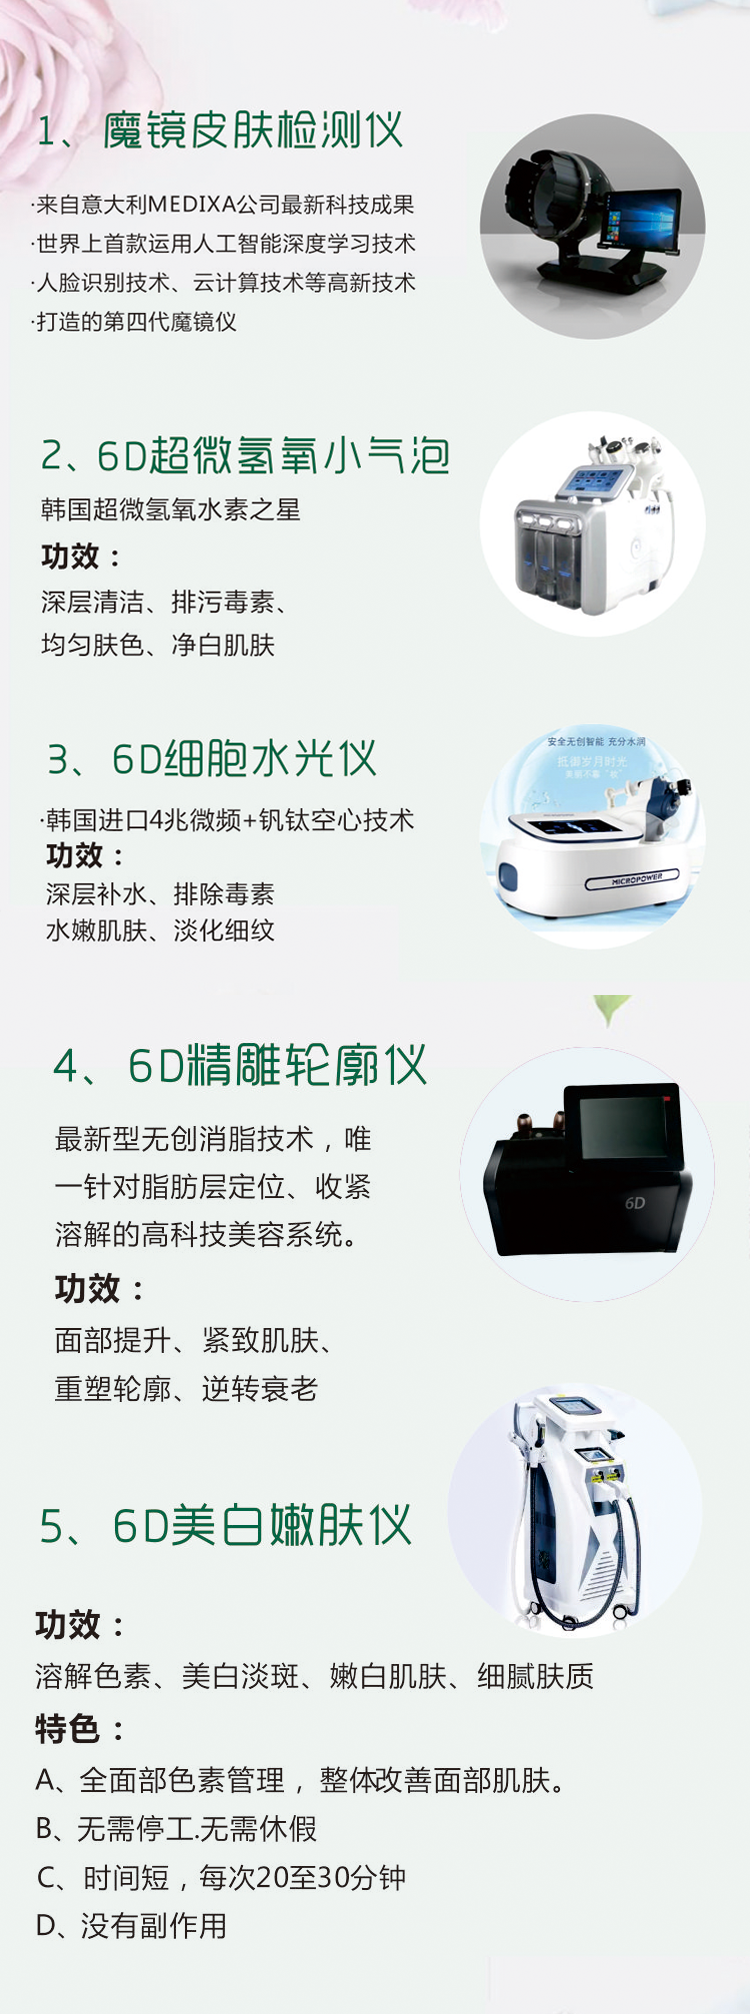 1、魔镜皮肤检测仪
·来自意大利MEDIXA公司最新科技成果
·世界上首款运用人工智能深度学习技术
·人脸识别技术、云计算技术等高新技术
·打造的第四代魔镜仪
2、6D超微氢氧小气泡
韩国超微氢氧水素之星
功效：
深层清洁、排污毒素、
均匀肤色、净白肌肤
3、6D细胞水光仪
安全无创智能 充分水润
抵御岁月时光
美丽不靠"吹"
·韩国进口4兆微频+钒钛空心技术
功效：
MICROPOWER
深层补水、排除毒素
水嫩肌肤、淡化细纹
4、6D精雕轮廓仪
最新型无创消脂技术，唯
一针对脂肪层定位、收紧
溶解的高科技美容系统。
6D
功效：
面部提升、紧致肌肤、
重塑轮廓、逆转衰老
5、6D美白嫩肤仪
功效：
溶解色素、美白淡斑、嫩白肌肤、细腻肤质
特色：
A、全面部色素管理，整体改善面部肌肤。
B、无需停工.无需休假
C、时间短，每次20至30分钟
D、没有副作用